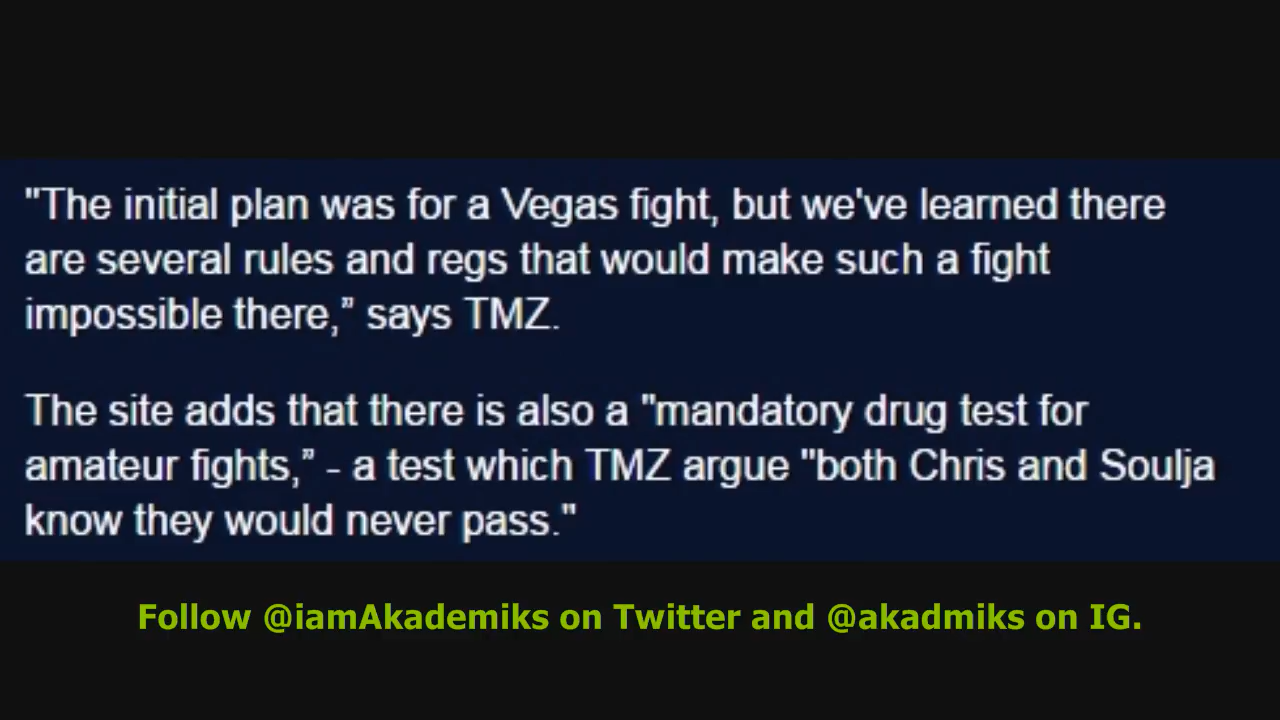 "The initial plan was for a Vegas fight, but we've learned there
are several rules and regs that would make such a fight
impossible there,” says TMZ.
The site adds that there is also a "mandatory drug test for
amateur fights,” - a test which TMZ argue "both Chris and Soulja
know they would never pass."
Follow @iamAkademiks on Twitter and @akadmiks on IG.